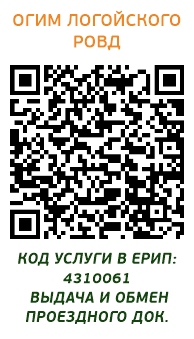 ОГИМ ЛОГОЙСКОГО
РОВД
КОД УСЛУГИ В ЕРИП:
4310061
ВЫДАЧА И ОБМЕН
ПРОЕЗДНОГО ДОК.